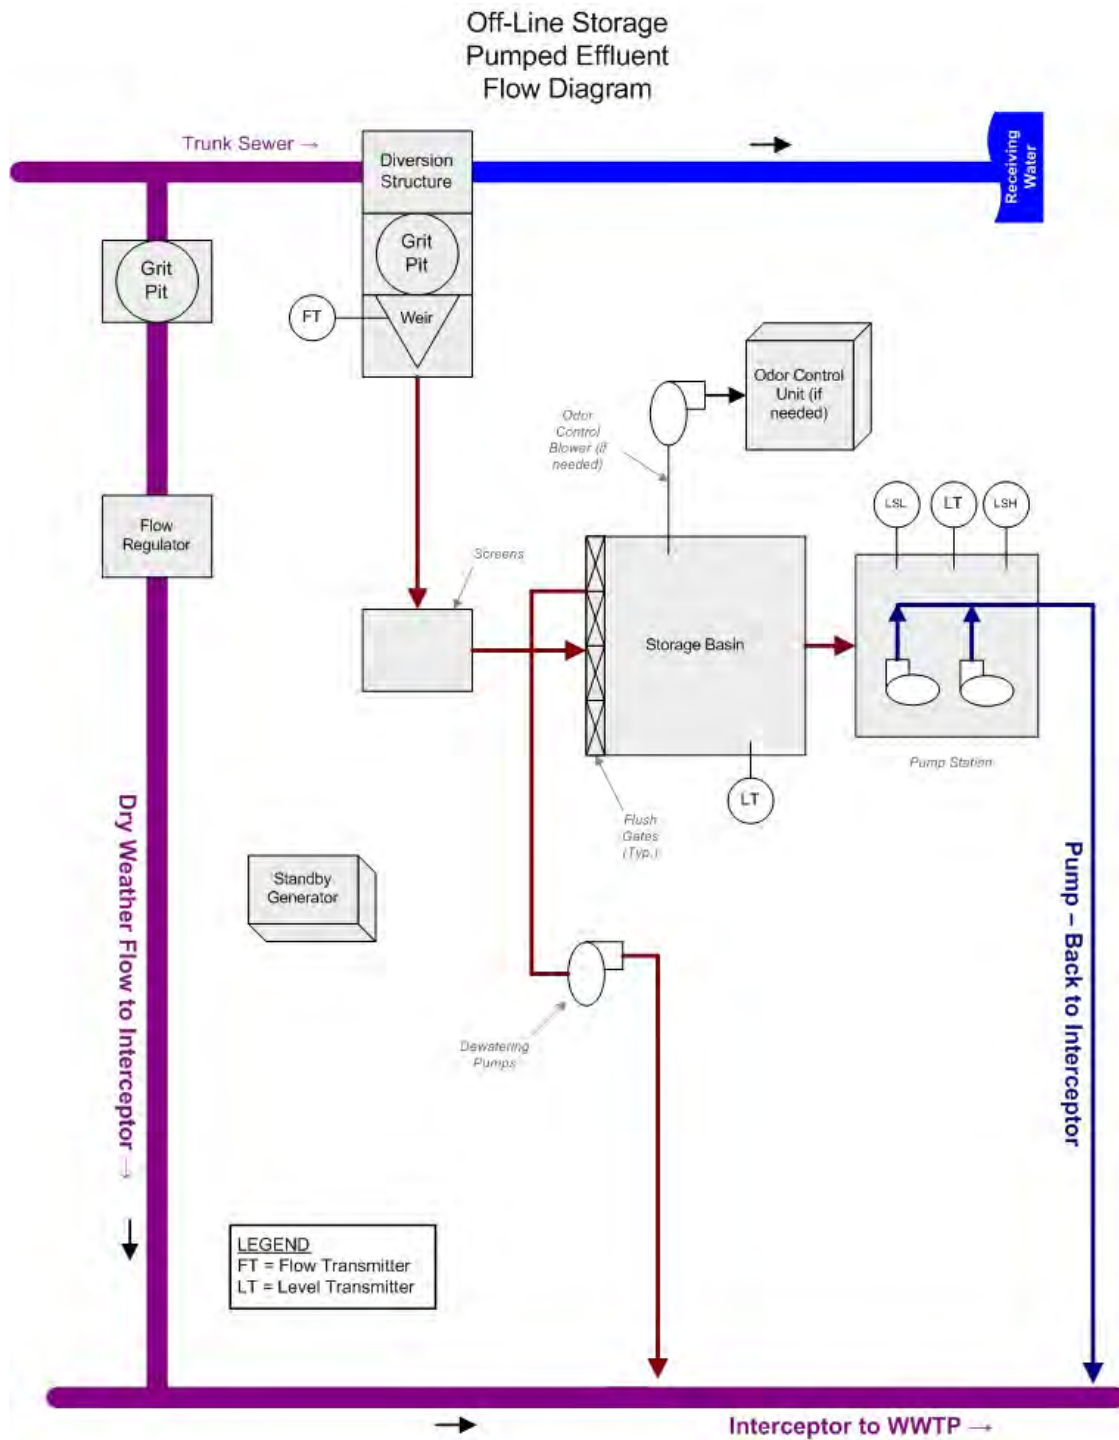 Off-Line Storage
Pumped Effluent
Flow Diagram
Trunk Sewer →
Diversion
Structure
Receiving
Water
Grit
Pit
Grit
Pit
FT
Weir
Odor Control
Unit (if
needed)
Odor
Control
Blower (if
needed)
LSL
LT
LSH
Flow
Regulator
Screens
Storage Basin
Pump Station
LT
Flush
Gates
(Typ.)
Standby
Generator
Dry Weather Flow to Interceptor →
Pump – Back to Interceptor
Dewatering
Pumps
LEGEND
FT = Flow Transmitter
LT = Level Transmitter
Interceptor to WWTP →